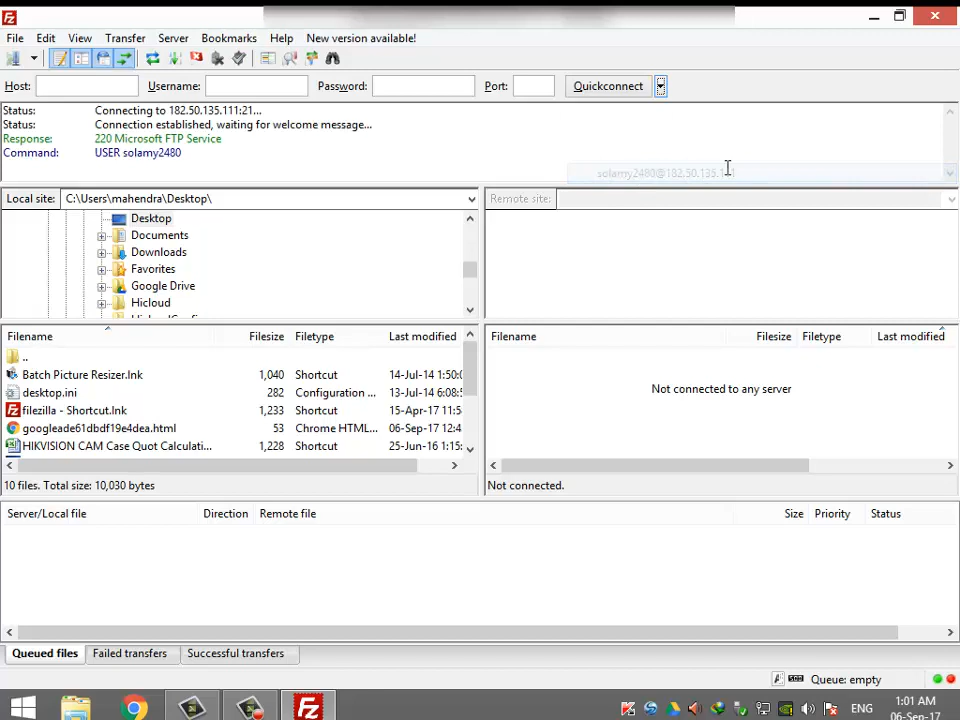 File Edit View Transfer Server Bookmarks Help New version available!
Host: Username: Password: Port: Quickconnect
Status: Connecting to 182.50.135.111:21...
Status: Connection established, waiting for welcome message...
Response: 220 Microsoft FTP Service
Command: USER solamy2480
solamy2480@182.50.135.111
Local site: C:\Users\mahendra\Desktop\ Remote site:
Desktop
Documents
Downloads
Favorites
Google Drive
Hicloud
Filename Filesize Filetype Last modified Filename Filesize Filetype Last modified
..
Batch Picture Resizer.lnk 1,040 Shortcut 14-Jul-14 1:50:0
desktop.ini 282 Configuration ... 13-Jul-14 6:08:
Not connected to any server
filezilla - Shortcut.lnk 1,233 Shortcut 15-Apr-17 11:5
googleade61dbdf19e4dea.html 53 Chrome HTML... 06-Sep-17 12:4
HIKVISION CAM Case Quot Calculati... 1,228 Shortcut 25-Jun-16 1:15:
10 files. Total size: 10,030 bytes Not connected.
Server/Local file Direction Remote file Size Priority Status
Queued files Failed transfers Successful transfers
Queue: empty
ENG 1:01 AM
06-Sep-17